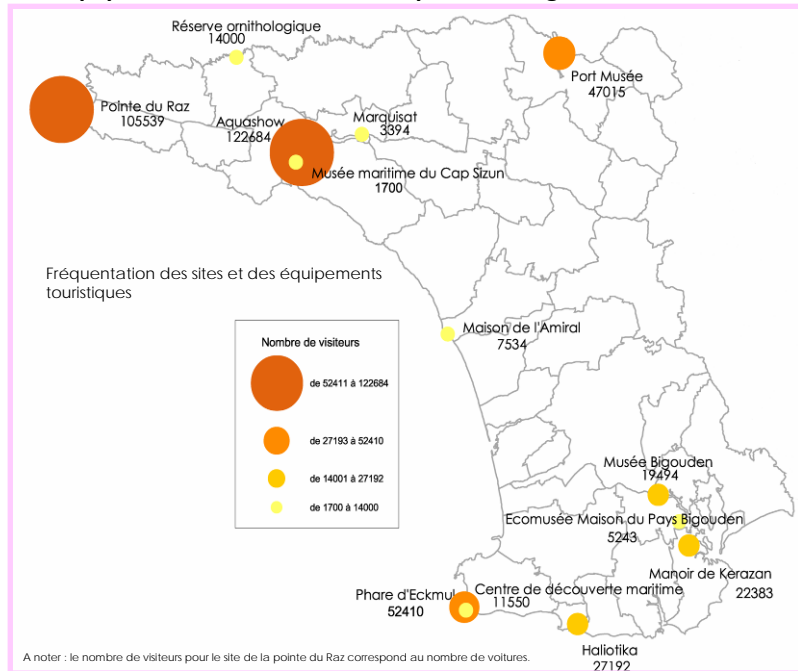 Réserve ornithologique
14000
Port Musée
47015
Pointe du Raz
105539
Aquashow
122684
Marquisat
3394
Musée maritime du Cap Sizun
1700
Fréquentation des sites et des équipements
touristiques
Maison de l'Amiral
7534
Nombre de visiteurs
de 52411 à 122684
de 27193 à 52410
de 14001 à 27192
de 1700 à 14000
Musée Bigouden
19494
Ecomusée Maison du Pays Bigouden
5243
Manoir de Kerazan
22383
Phare d'Eckmul
52410
Centre de découverte maritime
11550
Haliotika
27192
A noter : le nombre de visiteurs pour le site de la pointe du Raz correspond au nombre de voitures.